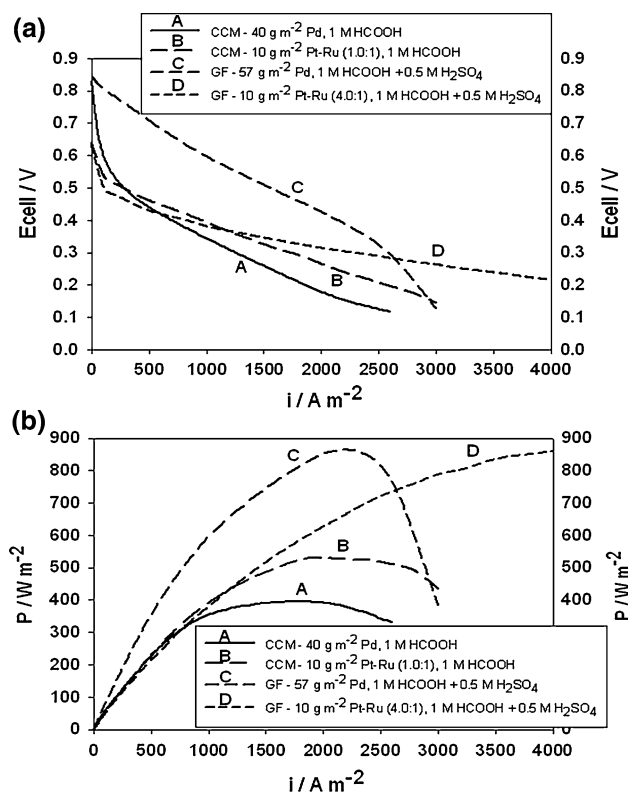 (a)
A CCM - 40 g m-2 Pd, 1 M HCOOH
B CCM - 10 g m-2 Pt-Ru (1.0:1), 1 M HCOOH
C GF - 57 g m-2 Pd, 1 M HCOOH + 0.5 M H2SO4
D GF - 10 g m-2 Pt-Ru (4.0:1), 1 M HCOOH + 0.5 M H2SO4
Ecell / V
0.9 0.9
0.8 0.8
0.7 0.7
0.6 0.6
0.5 0.5
0.4 0.4
0.3 0.3
0.2 0.2
0.1 0.1
0.0 0.0
Ecell / V
C
D
B
A
0 500 1000 1500 2000 2500 3000 3500 4000
i / A m-2
(b)
P / W m-2
900 900
800 800
700 700
600 600
500 500
400 400
300
200
100
0 0
P / W m-2
C
D
B
A
A CCM - 40 g m-2 Pd, 1 M HCOOH
B CCM - 10 g m-2 Pt-Ru (1.0:1), 1 M HCOOH
C GF - 57 g m-2 Pd, 1 M HCOOH + 0.5 M H2SO4
D GF - 10 g m-2 Pt-Ru (4.0:1), 1 M HCOOH + 0.5 M H2SO4
0 500 1000 1500 2000 2500 3000 3500 4000
i / A m-2